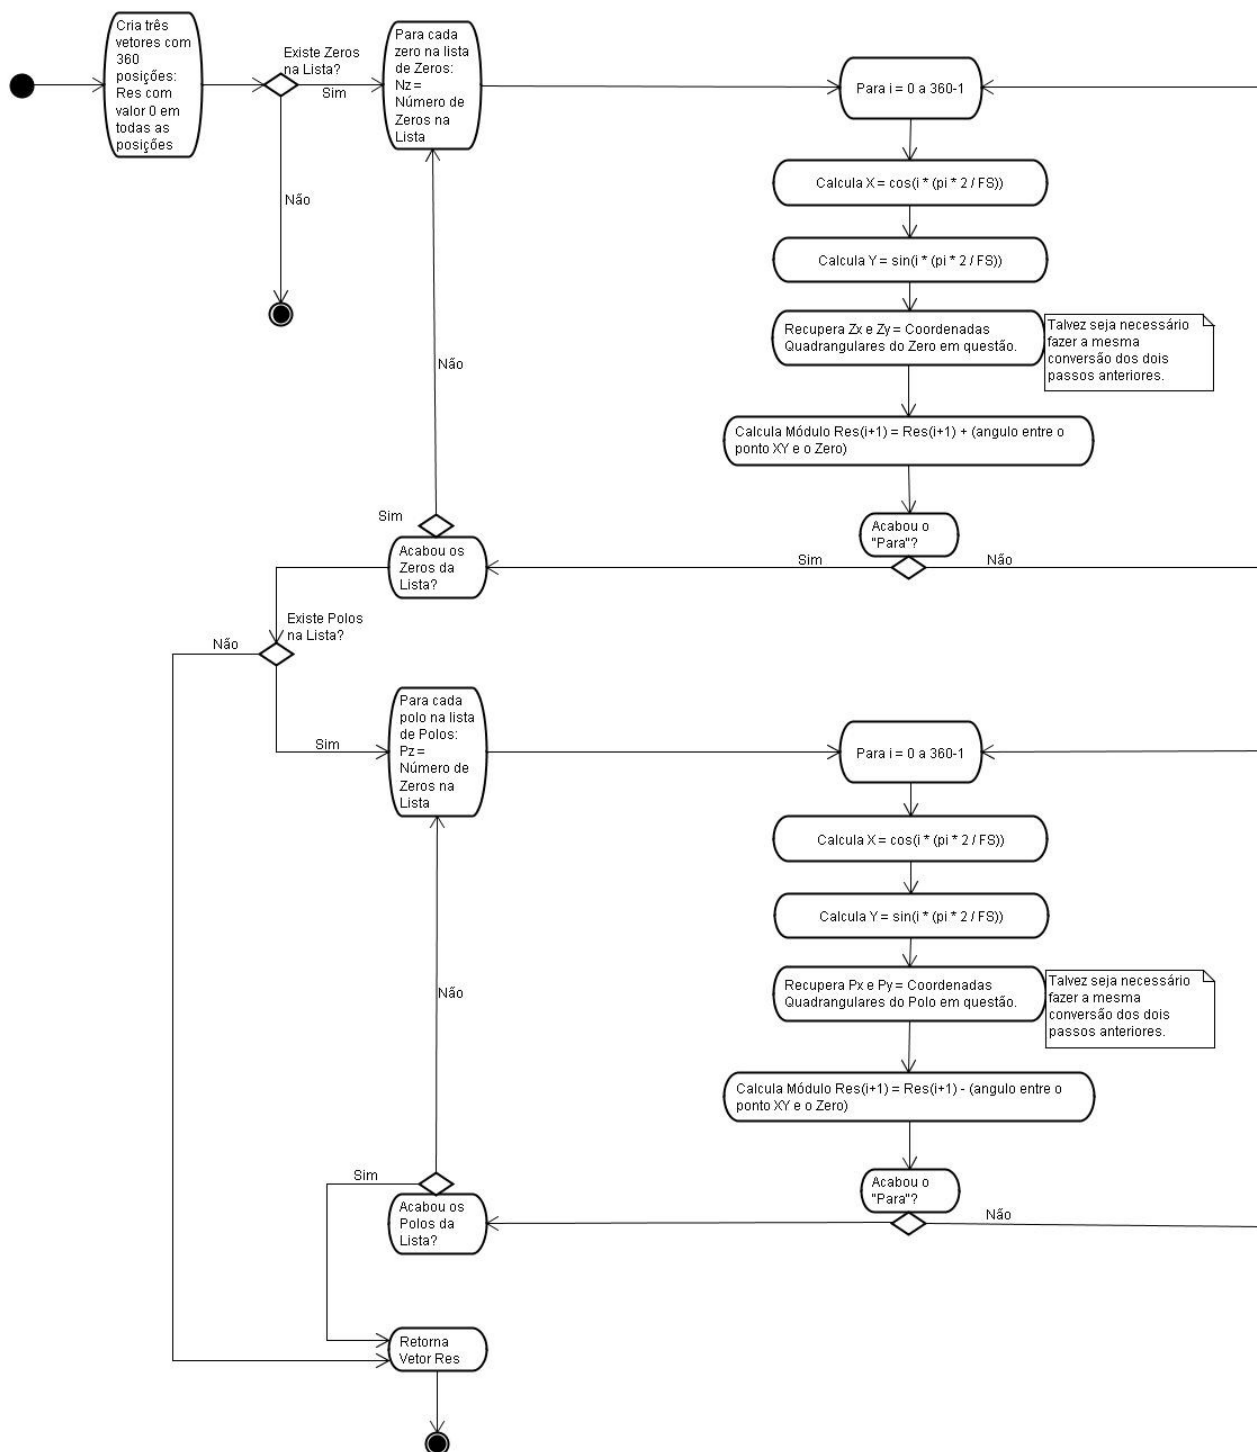 Cria três
vetores com
360
posições:
Res com
valor 0 em
todas as
posições
Existe Zeros
na Lista?
Sim
Não
Para cada
zero na lista
de Zeros:
Nz =
Número de
Zeros na
Lista
Para i = 0 a 360-1
Calcula X = cos(i * (pi * 2 / FS))
Calcula Y = sin(i * (pi * 2 / FS))
Recupera Zx e Zy = Coordenadas
Quadrangulares do Zero em questão.
Talvez seja necessário
fazer a mesma
conversão dos dois
passos anteriores.
Calcula Módulo Res(i+1) = Res(i+1) + (angulo entre o
ponto XY e o Zero)
Acabou o
"Para"?
Sim
Não
Não
Sim
Acabou os
Zeros da
Lista?
Existe Polos
na Lista?
Não
Sim
Para cada
polo na lista
de Polos:
Pz =
Número de
Zeros na
Lista
Para i = 0 a 360-1
Calcula X = cos(i * (pi * 2 / FS))
Calcula Y = sin(i * (pi * 2 / FS))
Recupera Px e Py = Coordenadas
Quadrangulares do Polo em questão.
Talvez seja necessário
fazer a mesma
conversão dos dois
passos anteriores.
Calcula Módulo Res(i+1) = Res(i+1) - (angulo entre o
ponto XY e o Zero)
Acabou o
"Para"?
Não
Não
Sim
Acabou os
Polos da
Lista?
Retorna
Vetor Res